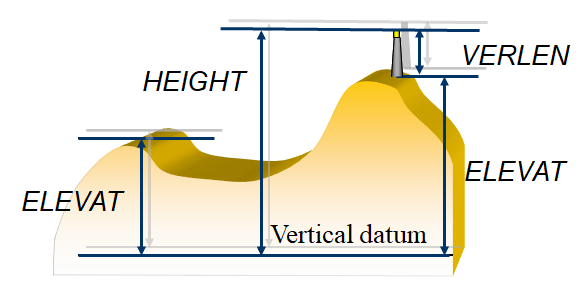 HEIGHT
VERLEN
ELEVAT
ELEVAT
Vertical datum